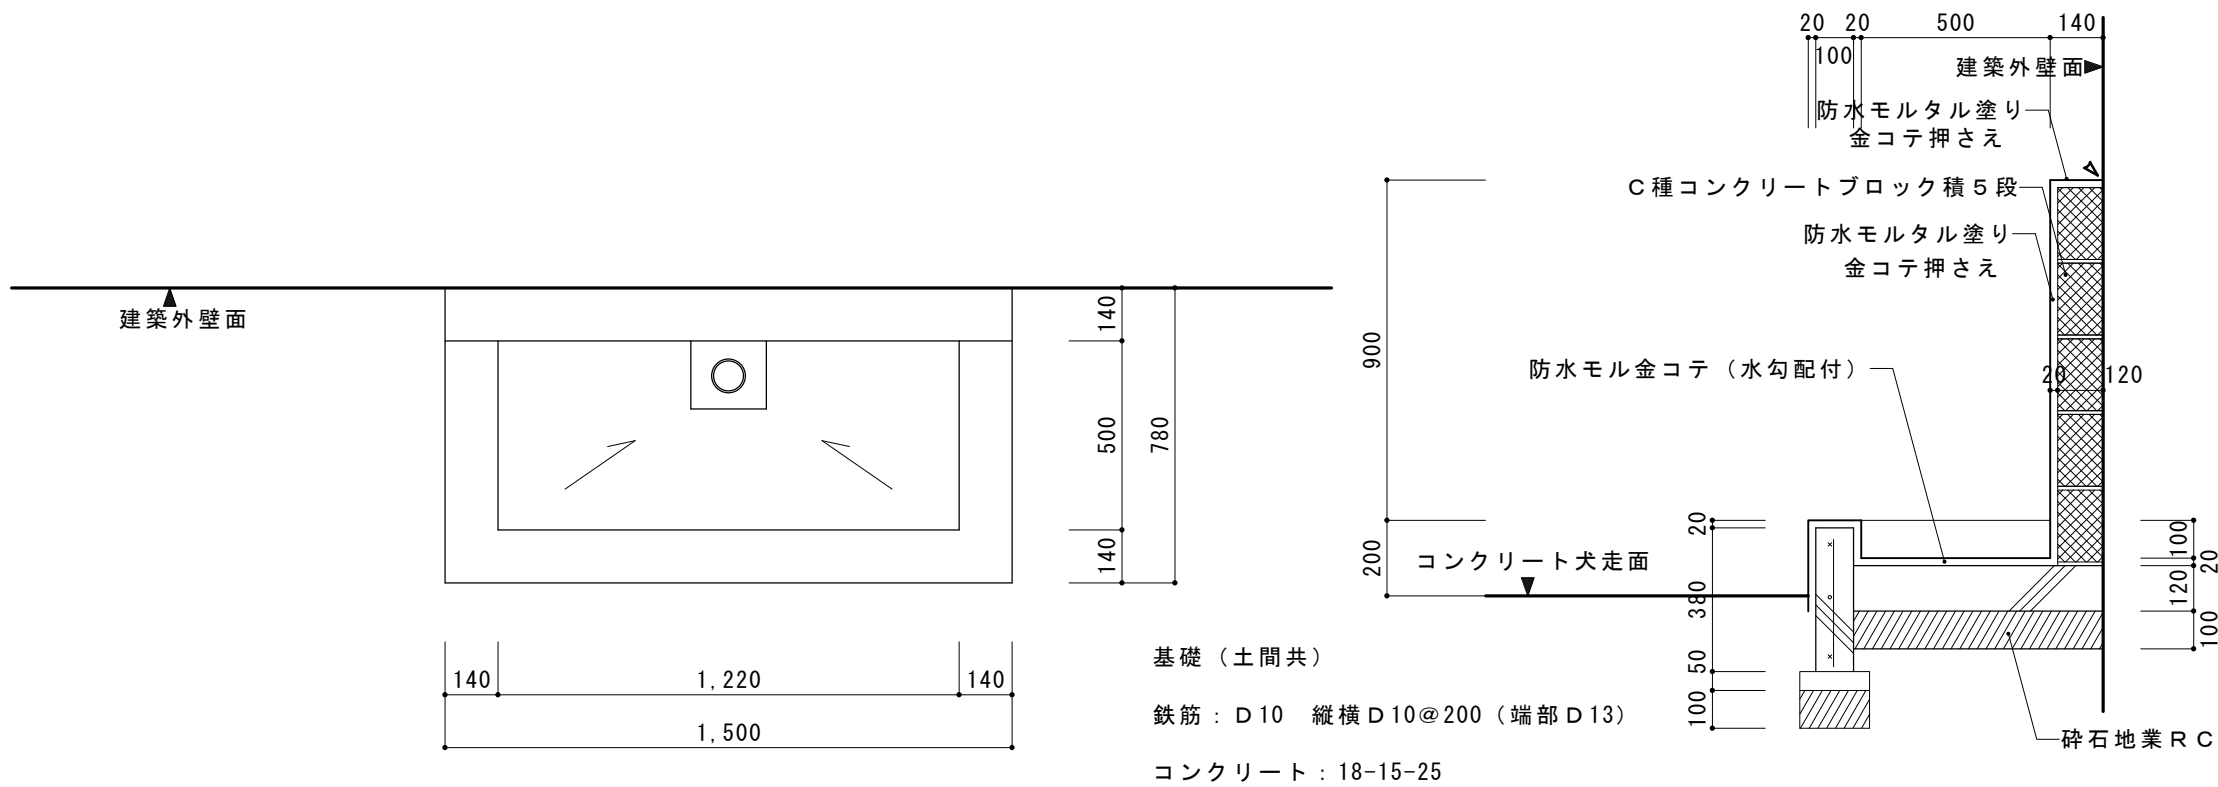 20 20 500 140
100
建築外壁面
防水モルタル塗り
金コテ押さえ
C種コンクリートブロック積5段
防水モルタル塗り
金コテ押さえ
建築外壁面
140
500
780
140
900
200
防水モル金コテ（水勾配付）
20 120
コンクリート犬走面
20
380
50
100
100
20
120
100
140 1,220 140
1,500
基礎（土間共）
鉄筋：D10 縦横D10@200（端部D13）
コンクリート：18-15-25
砕石地業RC